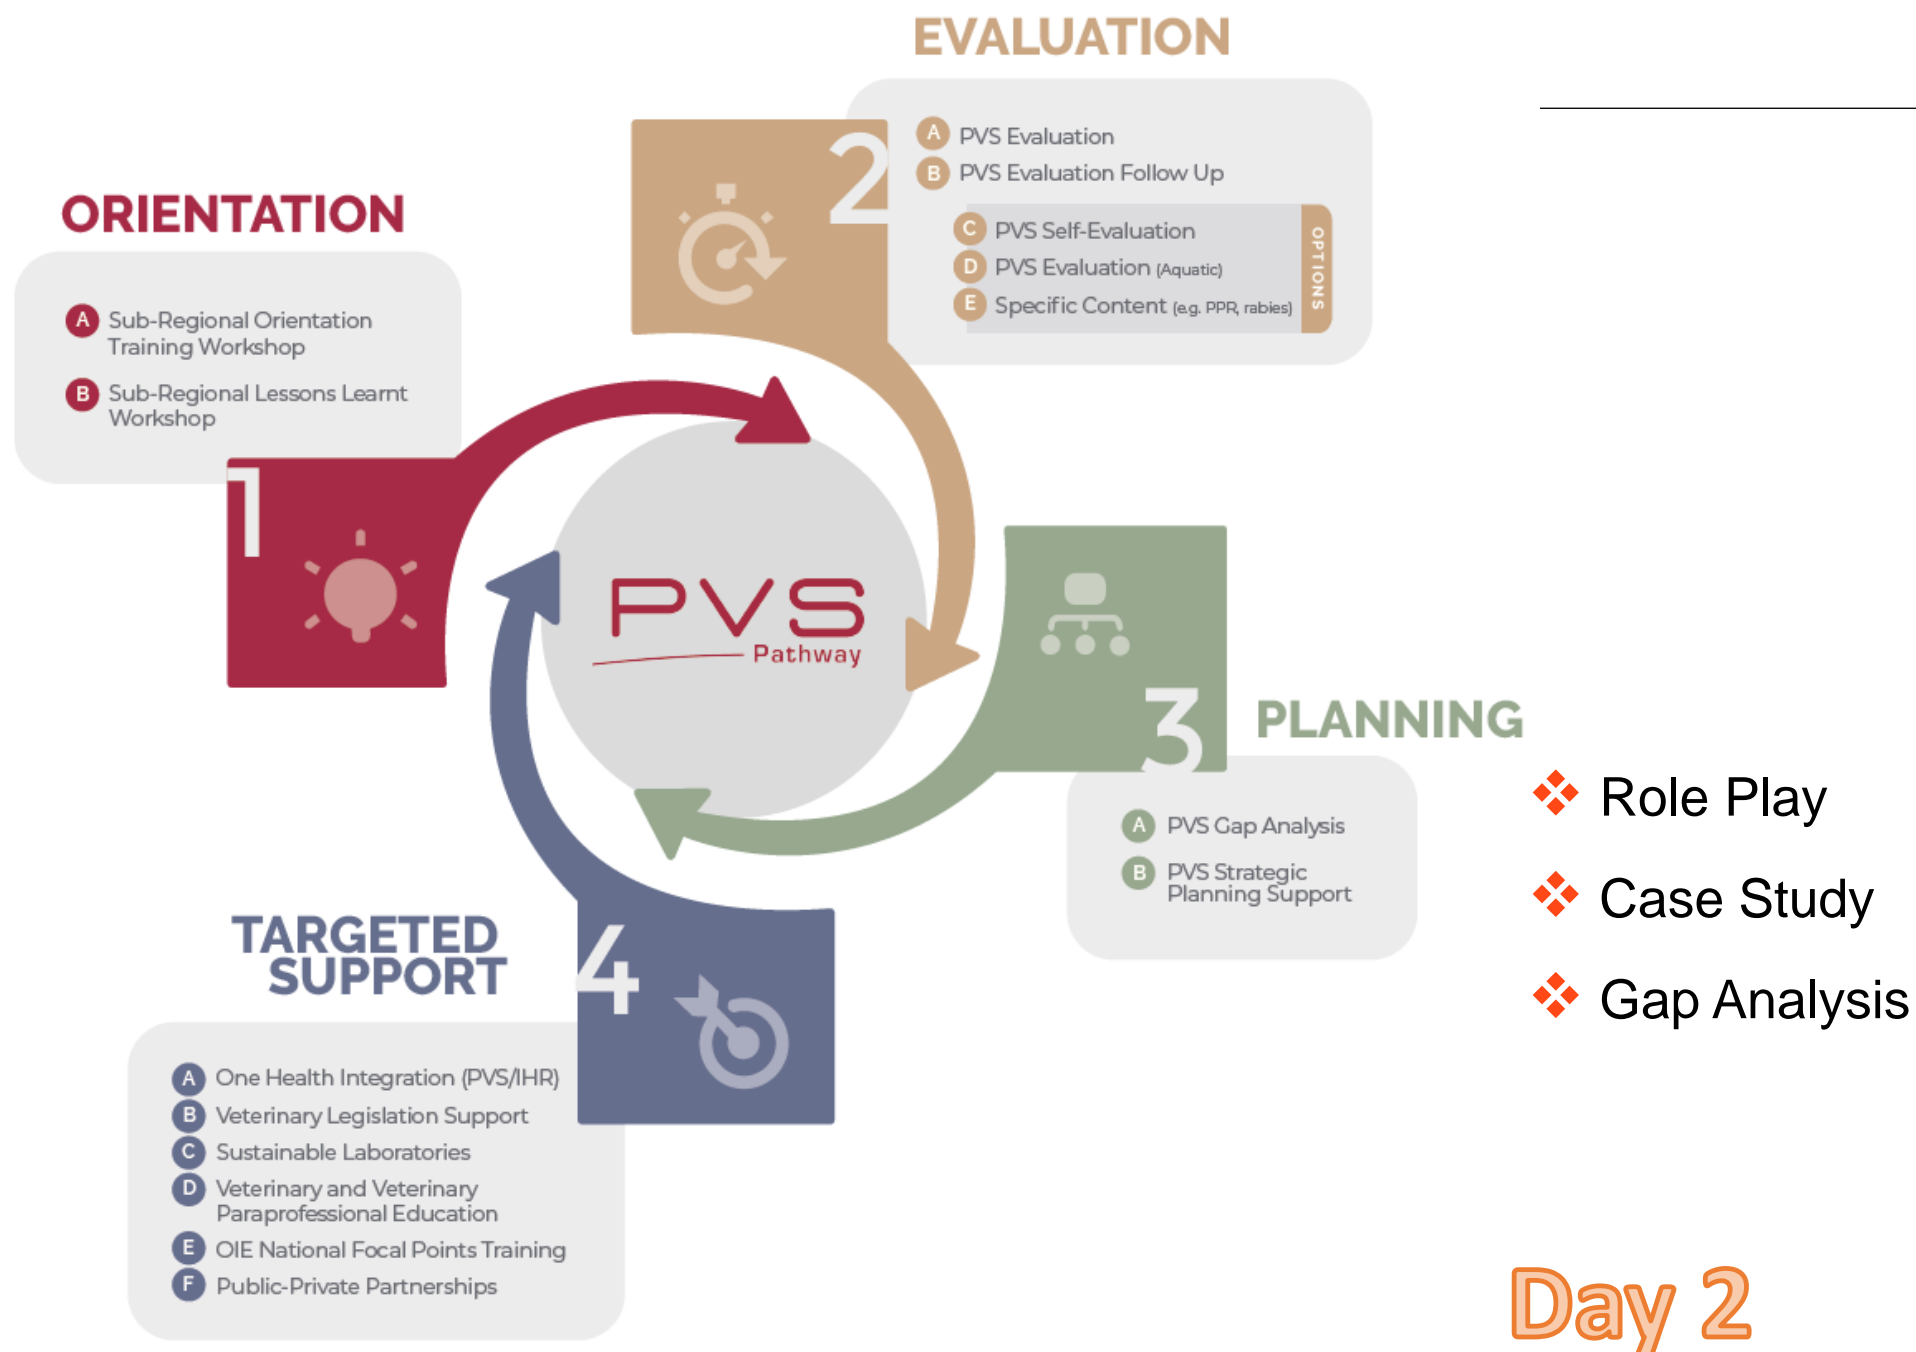 ORIENTATION
A Sub-Regional Orientation
Training Workshop
B Sub-Regional Lessons Learnt
Workshop
1
EVALUATION
2
A PVS Evaluation
B PVS Evaluation Follow Up
C PVS Self-Evaluation
D PVS Evaluation (Aquatic)
E Specific Content (e.g. PPR, rabies)
OPTIONS
PVS
Pathway
3
PLANNING
A PVS Gap Analysis
B PVS Strategic
Planning Support
TARGETED
SUPPORT
4
A One Health Integration (PVS/IHR)
B Veterinary Legislation Support
C Sustainable Laboratories
D Veterinary and Veterinary
Paraprofessional Education
E OIE National Focal Points Training
F Public-Private Partnerships
❖ Role Play
❖ Case Study
❖ Gap Analysis
Day 2